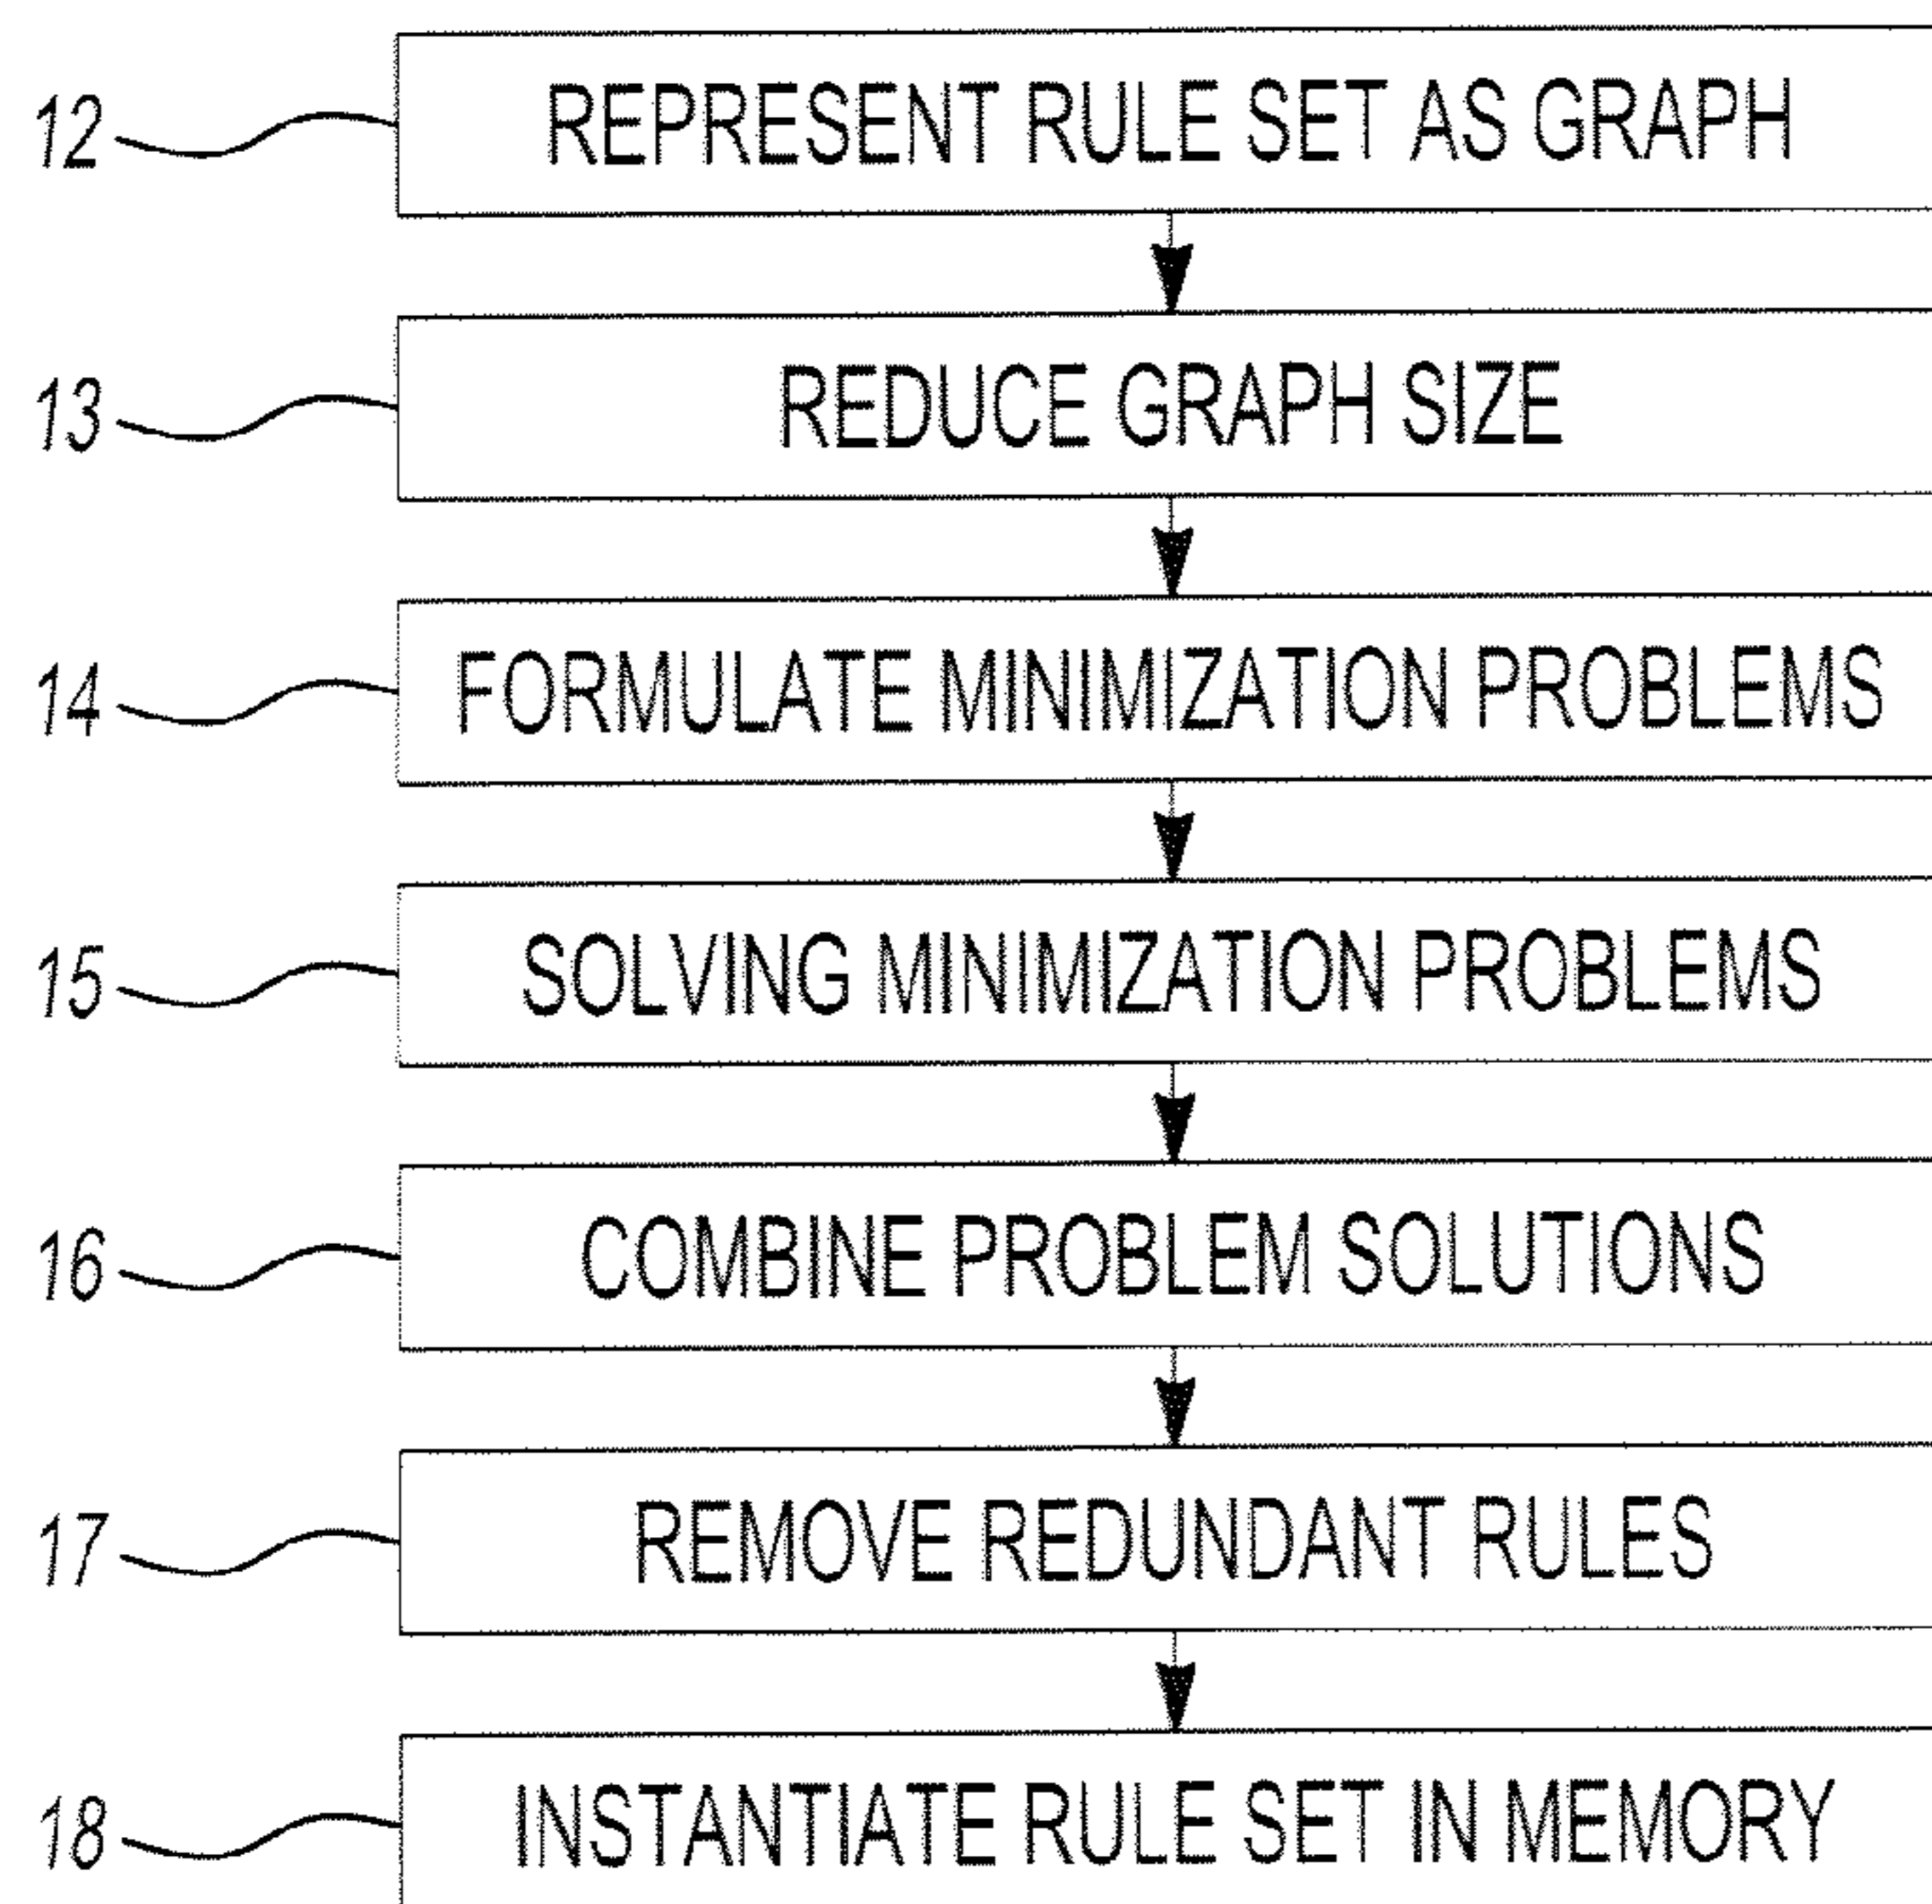 12 REPRESENT RULE SET AS GRAPH
13 REDUCE GRAPH SIZE
14 FORMULATE MINIMIZATION PROBLEMS
15 SOLVING MINIMIZATION PROBLEMS
16 COMBINE PROBLEM SOLUTIONS
17 REMOVE REDUNDANT RULES
18 INSTANTIATE RULE SET IN MEMORY